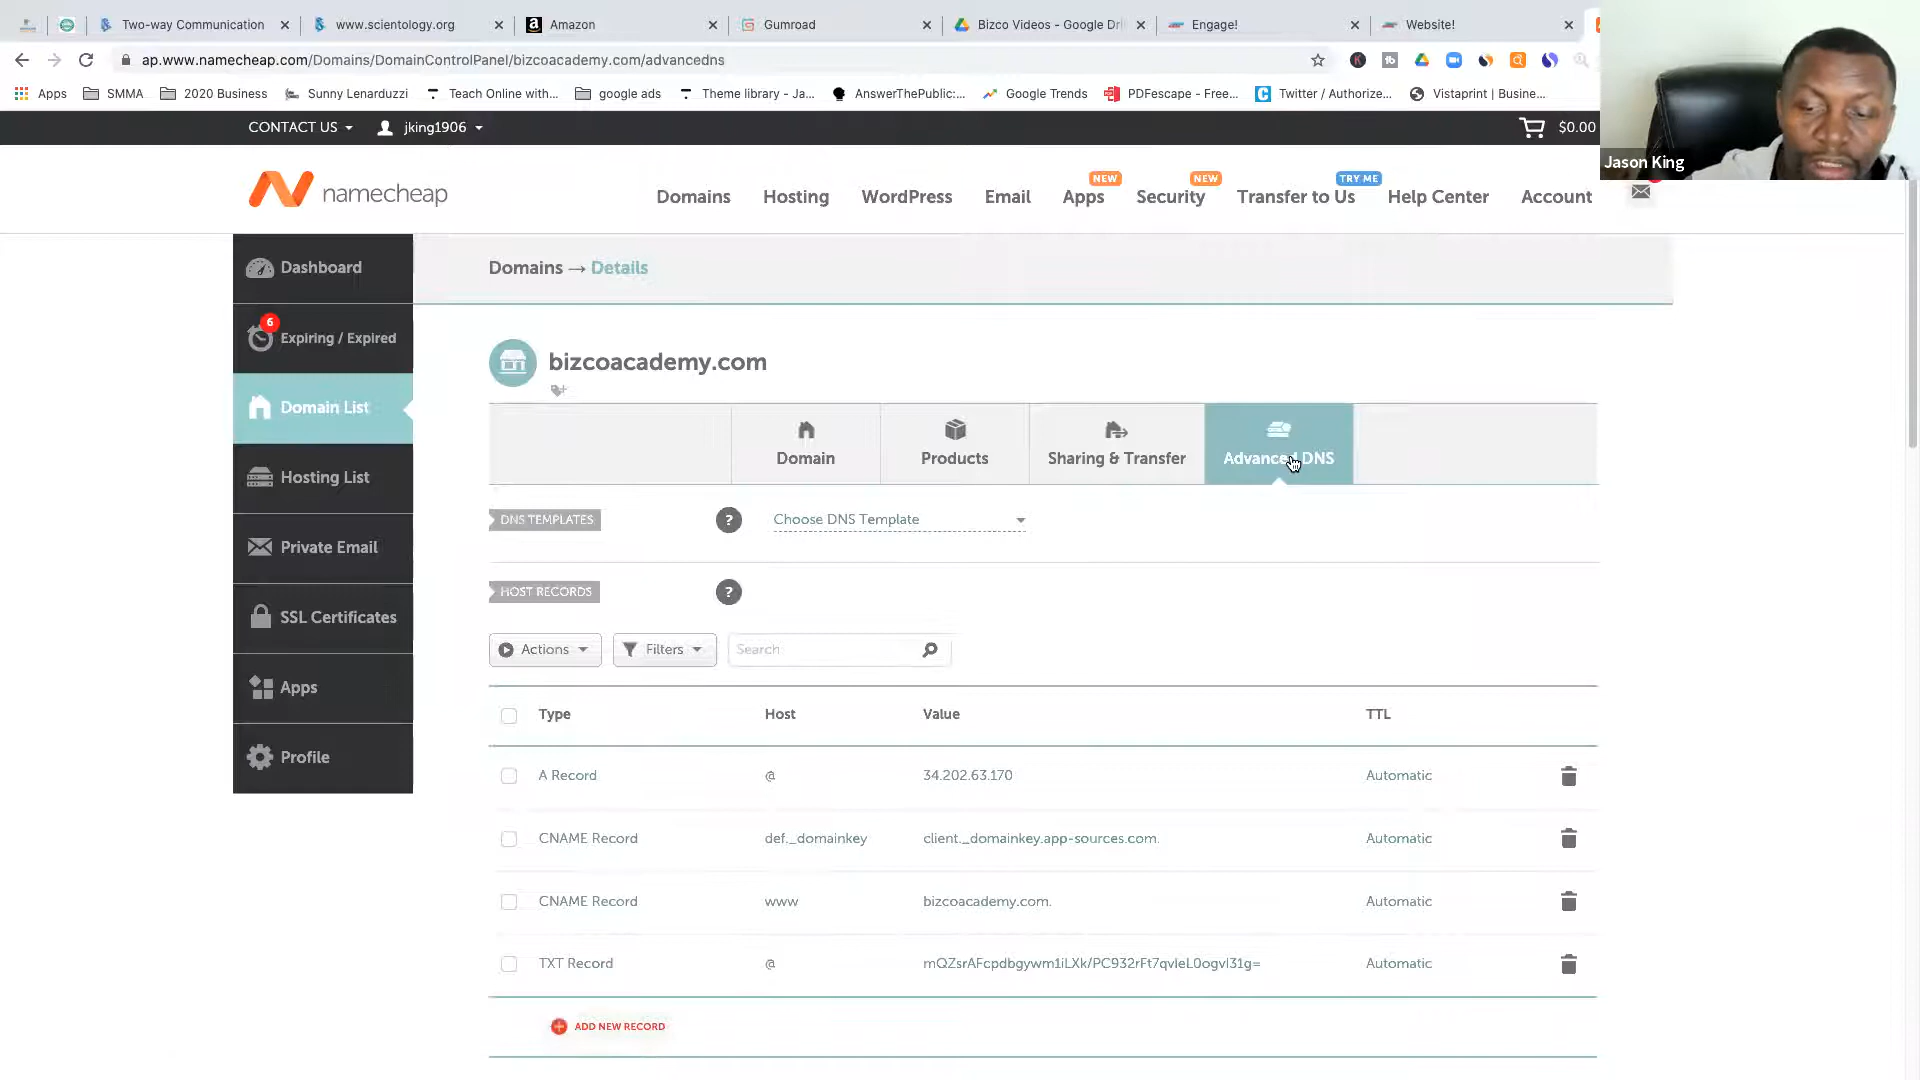 Two-way Communication
www.scientology.org
Amazon
Gumroad
Bizco Videos - Google Dri
Engage!
Website!
ap.www.namecheap.com/Domains/DomainControlPanel/bizcoacademy.com/advancedns
Apps
SMMA
2020 Business
Sunny Lenarduzzi
Teach Online with...
google ads
Theme library - Ja...
AnswerThePublic:...
Google Trends
PDFescape - Free...
Twitter / Authorize...
Vistaprint | Busine...
CONTACT US
jking1906
$0.00
Jason King
namecheap
Domains
Hosting
WordPress
Email
Apps
NEW
Security
NEW
Transfer to Us
TRY ME
Help Center
Account
Dashboard
6
Expiring / Expired
Domain List
Hosting List
Private Email
SSL Certificates
Apps
Profile
Domains → Details
bizcoacademy.com
Domain
Products
Sharing & Transfer
Advanced DNS
DNS TEMPLATES
?
Choose DNS Template
HOST RECORDS
?
Actions
Filters
Search
Type Host Value TTL
A Record @ 34.202.63.170 Automatic
CNAME Record def._domainkey client._domainkey.app-sources.com. Automatic
CNAME Record www bizcoacademy.com. Automatic
TXT Record @ mQZsrAFcpdbgywm1iLXk/PC932rFt7qvIeL0ogvl31g= Automatic
ADD NEW RECORD